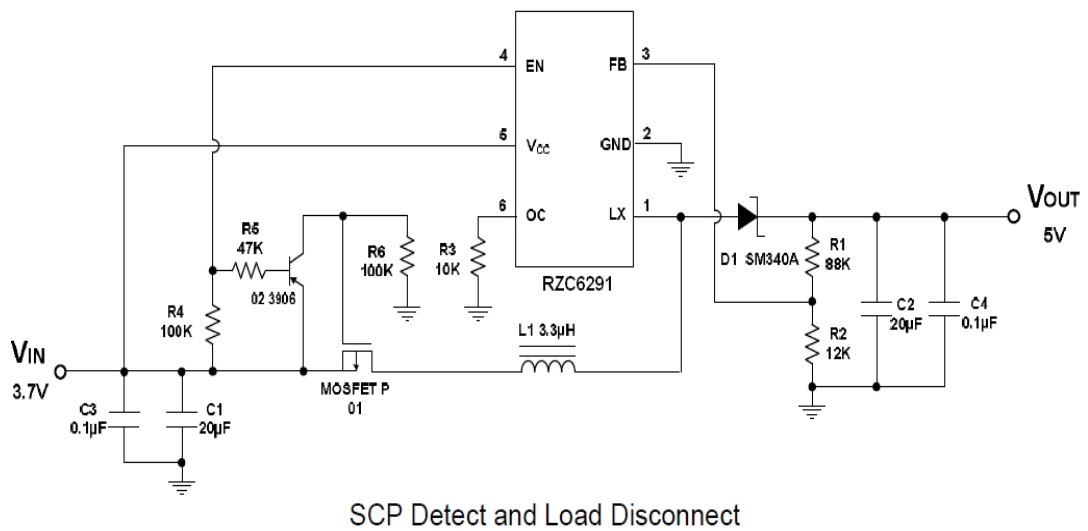 4
EN
FB
3
5
VCC
GND
2
6
OC
LX
1
R5
47K
R6
100K
R3
10K
RZC6291
D1 SM340A
R1
88K
VOUT
5V
02 3906
R4
100K
L1 3.3µH
C2
20µF
C4
0.1µF
R2
12K
VIN
3.7V
MOSFET P
01
C3
0.1µF
C1
20µF
SCP Detect and Load Disconnect